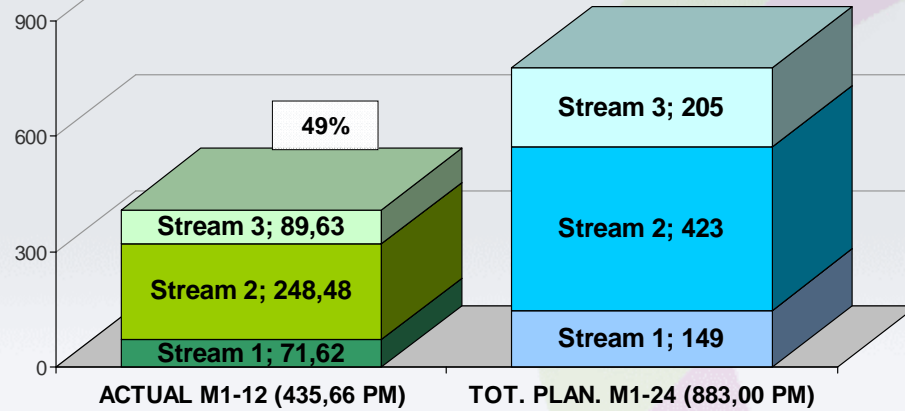 900
600
300
0
49%
Stream 3; 89,63
Stream 2; 248,48
Stream 1; 71,62
Stream 3; 205
Stream 2; 423
Stream 1; 149
ACTUAL M1-12 (435,66 PM)
TOT. PLAN. M1-24 (883,00 PM)